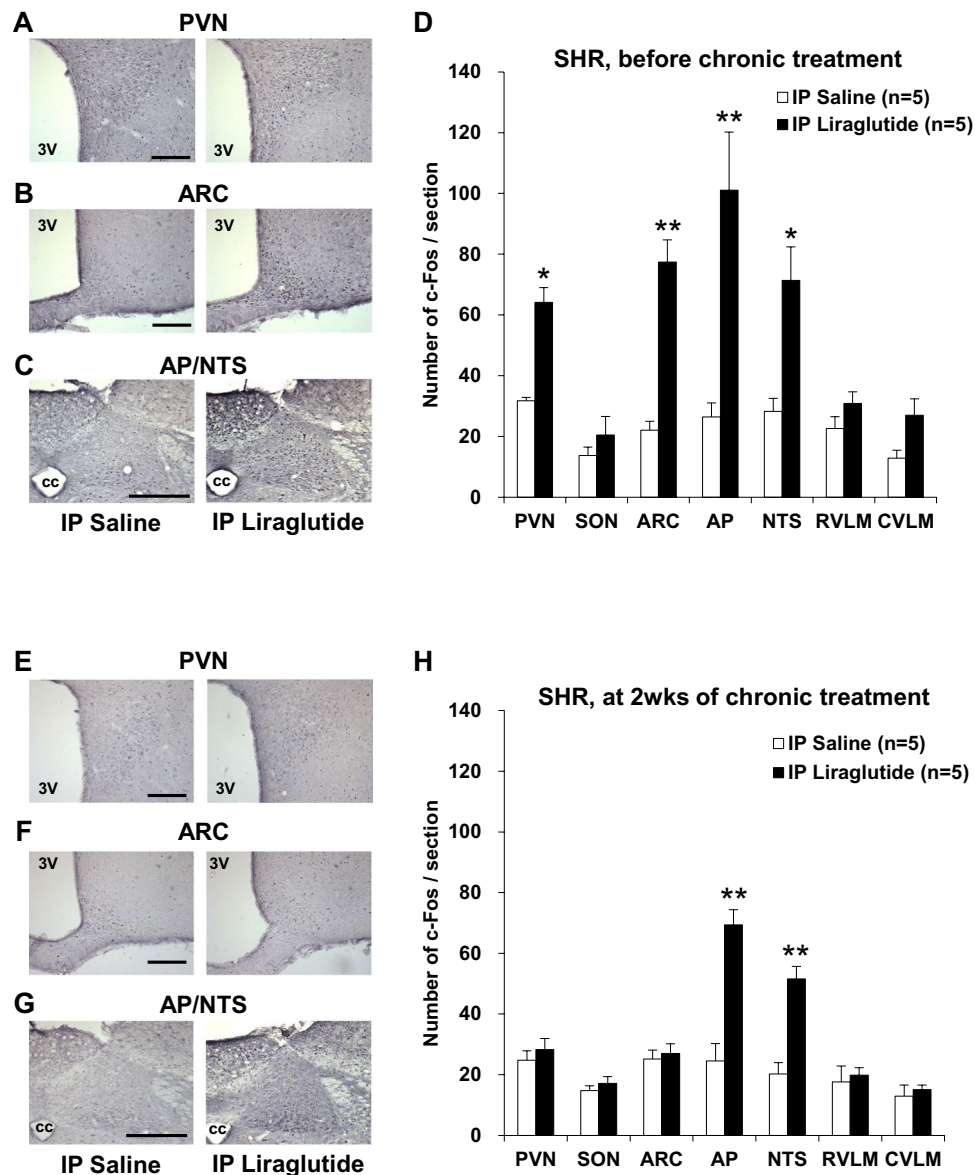 A
PVN
3V
B
ARC
3V
C
AP/NTS
cc
IP Saline IP Liraglutide
D
SHR, before chronic treatment
IP Saline (n=5)
IP Liraglutide (n=5)
Number of c-Fos / section
140
120
100
80
60
40
20
0
* ** ** *
PVN SON ARC AP NTS RVLM CVLM
E
PVN
3V 3V
F
ARC
3V 3V
G
AP/NTS
cc
IP Saline IP Liraglutide
H
SHR, at 2wks of chronic treatment
IP Saline (n=5)
IP Liraglutide (n=5)
Number of c-Fos / section
140
120
100
80
60
40
20
0
** **
PVN SON ARC AP NTS RVLM CVLM